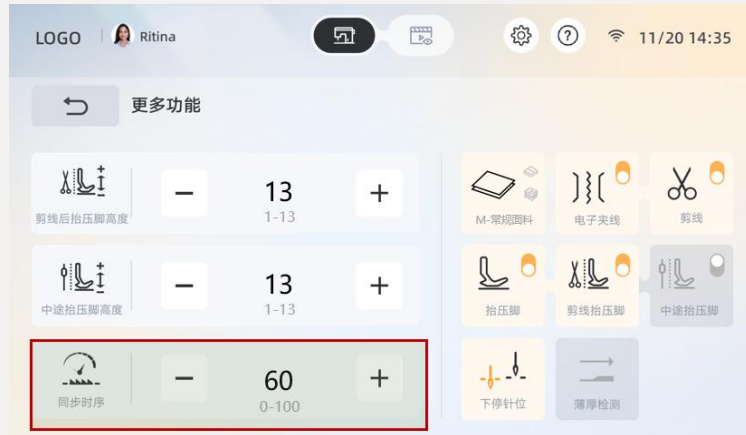 LOGO
Ritina
11/20 14:35
更多功能
剪线后抬压脚高度
13
1-13
中途抬压脚高度
13
1-13
同步时序
60
0-100
M-常规面料
电子夹线
剪线
抬压脚
剪线抬压脚
中途抬压脚
下停针位
薄厚检测